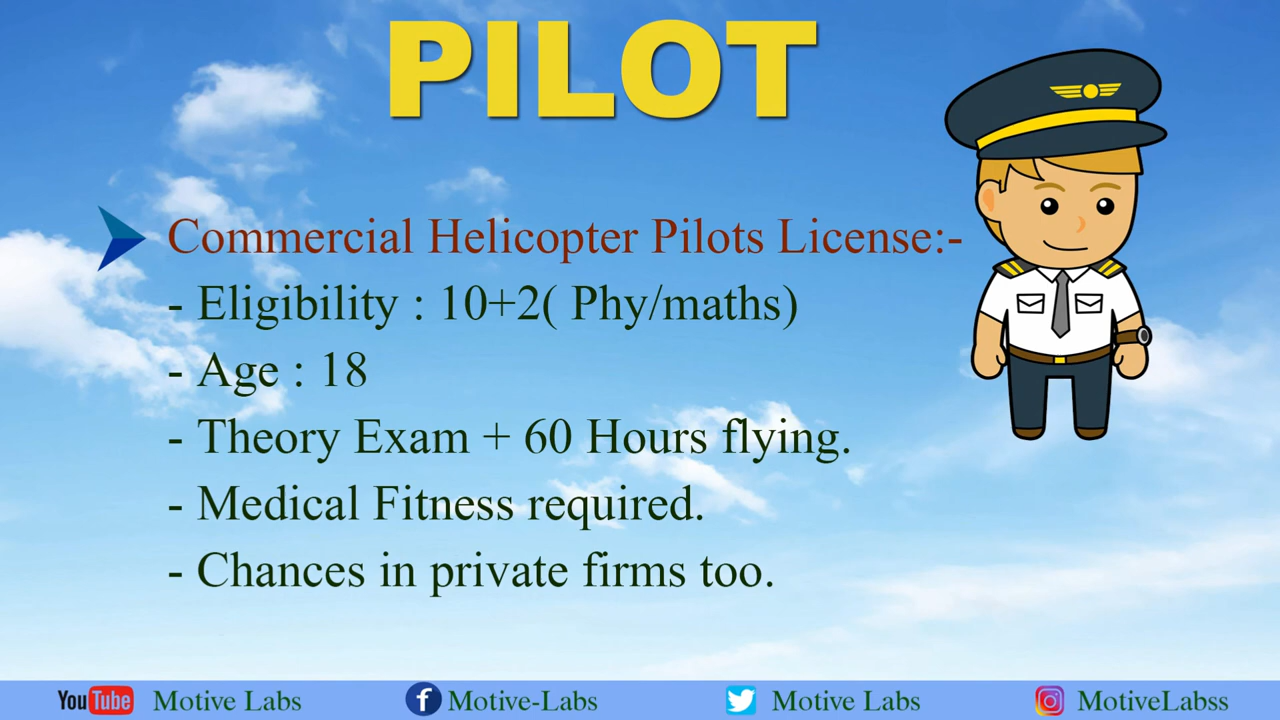 PILOT
Commercial Helicopter Pilots License:-
- Eligibility : 10+2( Phy/maths)
- Age : 18
- Theory Exam + 60 Hours flying.
- Medical Fitness required.
- Chances in private firms too.
YouTube Motive Labs f Motive-Labs Motive Labs MotiveLabss